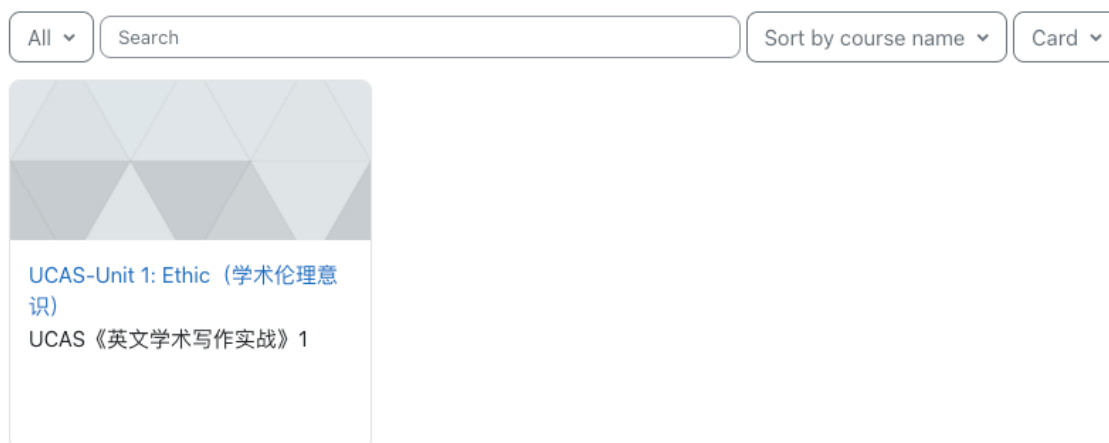 All
Search
Sort by course name
Card
UCAS-Unit 1: Ethic（学术伦理意
识）
UCAS《英文学术写作实战》1